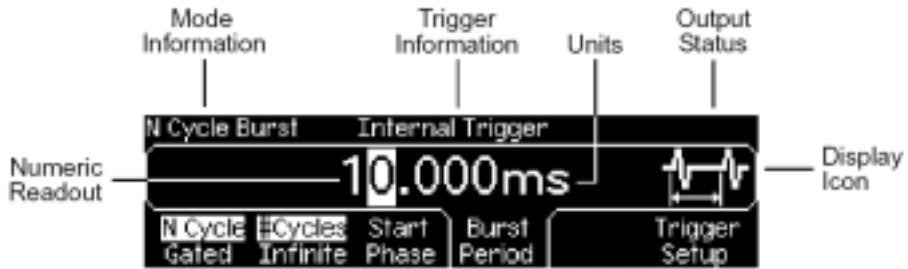 Mode
Information
Trigger
Information
Units
Output
Status
N Cycle Burst Internal Trigger
Numeric
Readout
10.000ms
Display
Icon
N Cycle #Cycles Start Burst Trigger
Gated Infinite Phase Period Setup